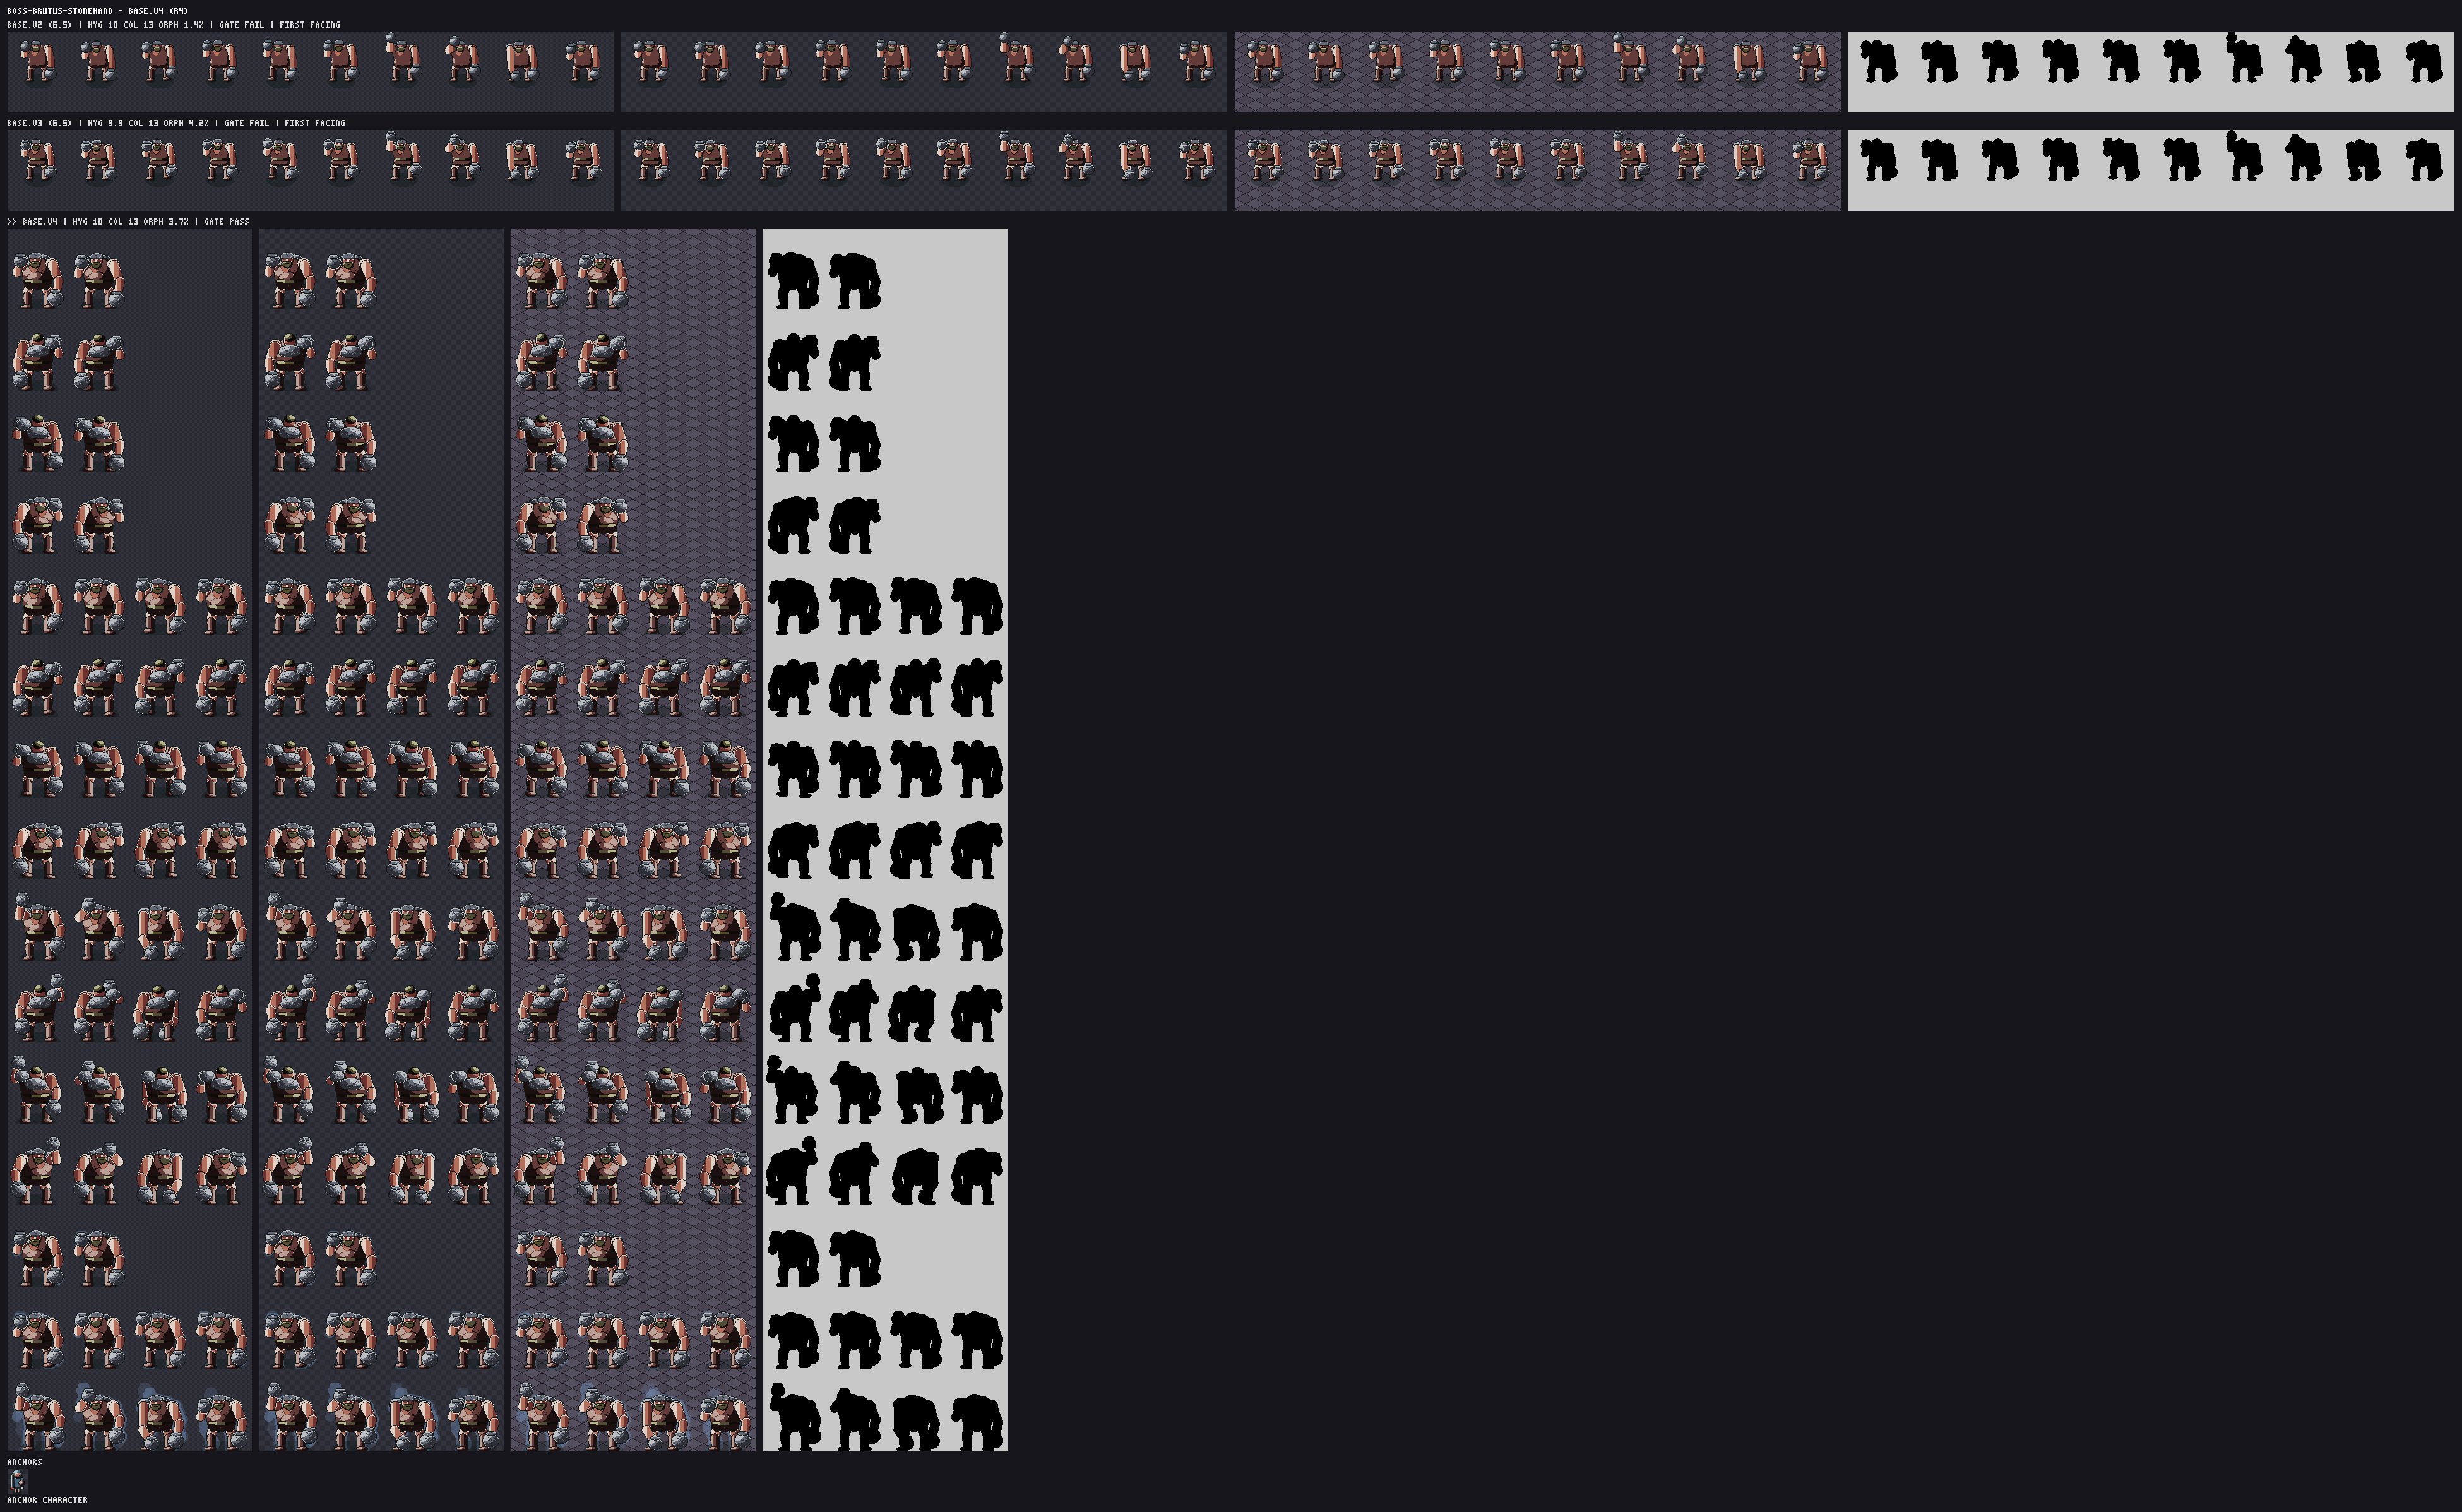 BOSS-BRUTUS-STONEHAND - BASE.V4 (R4)
BASE.V2 (6.5) | HYG 10 COL 13 ORPH 1.4% | GATE FAIL | FIRST FACING
BASE.V3 (6.5) | HYG 9.9 COL 13 ORPH 4.2% | GATE FAIL | FIRST FACING
>> BASE.V4 | HYG 10 COL 13 ORPH 3.7% | GATE PASS
ANCHORS
ANCHOR CHARACTER